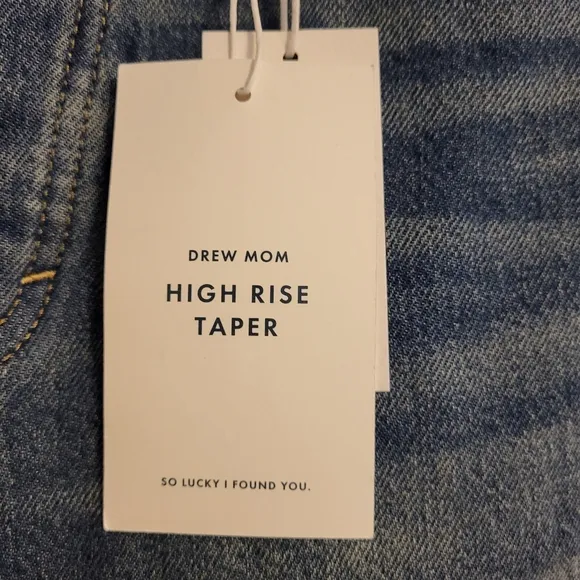 DREW MOM
HIGH RISE
TAPER
SO LUCKY I FOUND YOU.